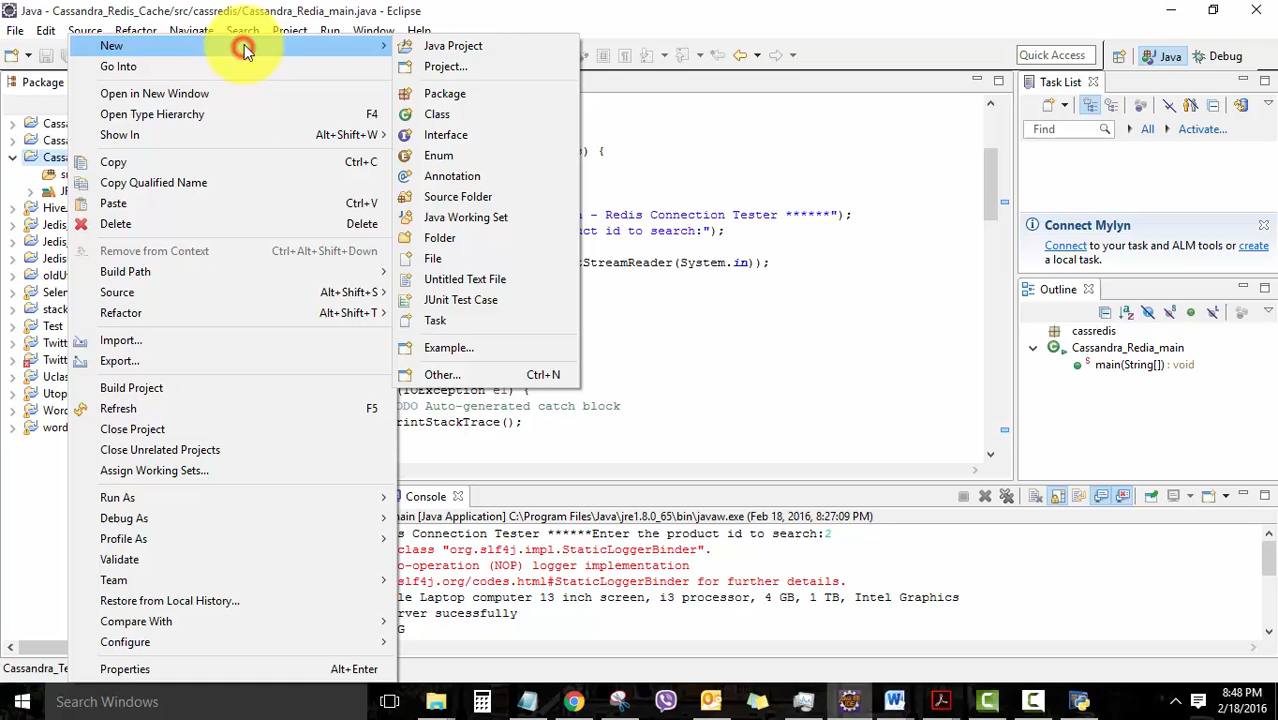 Java - Cassandra_Redis_Cache/src/cassredis/Cassandra_Redia_main.java - Eclipse
File Edit Source Refactor Navigate Search Project Run Window Help
Quick Access Java Debug
Package
Cass
Cass
Cass
sr
JF
Hive
Jedis
Jedis
Jedis
oldU
Selen
stack
Test
Twitt
Twitt
Uclas
Utop
Word
word
New
Go Into
Open in New Window
Open Type Hierarchy F4
Show In Alt+Shift+W
Copy Ctrl+C
Copy Qualified Name
Paste Ctrl+V
Delete Delete
Remove from Context Ctrl+Alt+Shift+Down
Build Path
Source Alt+Shift+S
Refactor Alt+Shift+T
Import...
Export...
Build Project
Refresh F5
Close Project
Close Unrelated Projects
Assign Working Sets...
Run As
Debug As
Profile As
Validate
Team
Restore from Local History...
Compare With
Configure
Properties Alt+Enter
Java Project
Project...
Package
Class
Interface
Enum
Annotation
Source Folder
Java Working Set
Folder
File
Untitled Text File
JUnit Test Case
Task
Example...
Other... Ctrl+N
) {
- Redis Connection Tester ******");
ct id to search:");
StreamReader(System.in));
(IOException e1) {
DO Auto-generated catch block
rintStackTrace();
Task List
Find All Activate...
Connect Mylyn
Connect to your task and ALM tools or create
a local task.
Outline
cassredis
Cassandra_Redia_main
main(String[]) : void
Console
main [Java Application] C:\Program Files\Java\jre1.8.0_65\bin\javaw.exe (Feb 18, 2016, 8:27:09 PM)
s Connection Tester ******Enter the product id to search:2
class "org.slf4j.impl.StaticLoggerBinder".
o-operation (NOP) logger implementation
slf4j.org/codes.html#StaticLoggerBinder for further details.
le Laptop computer 13 inch screen, i3 processor, 4 GB, 1 TB, Intel Graphics
rver sucessfully
G
Cassandra_Te
Search Windows
8:48 PM
2/18/2016